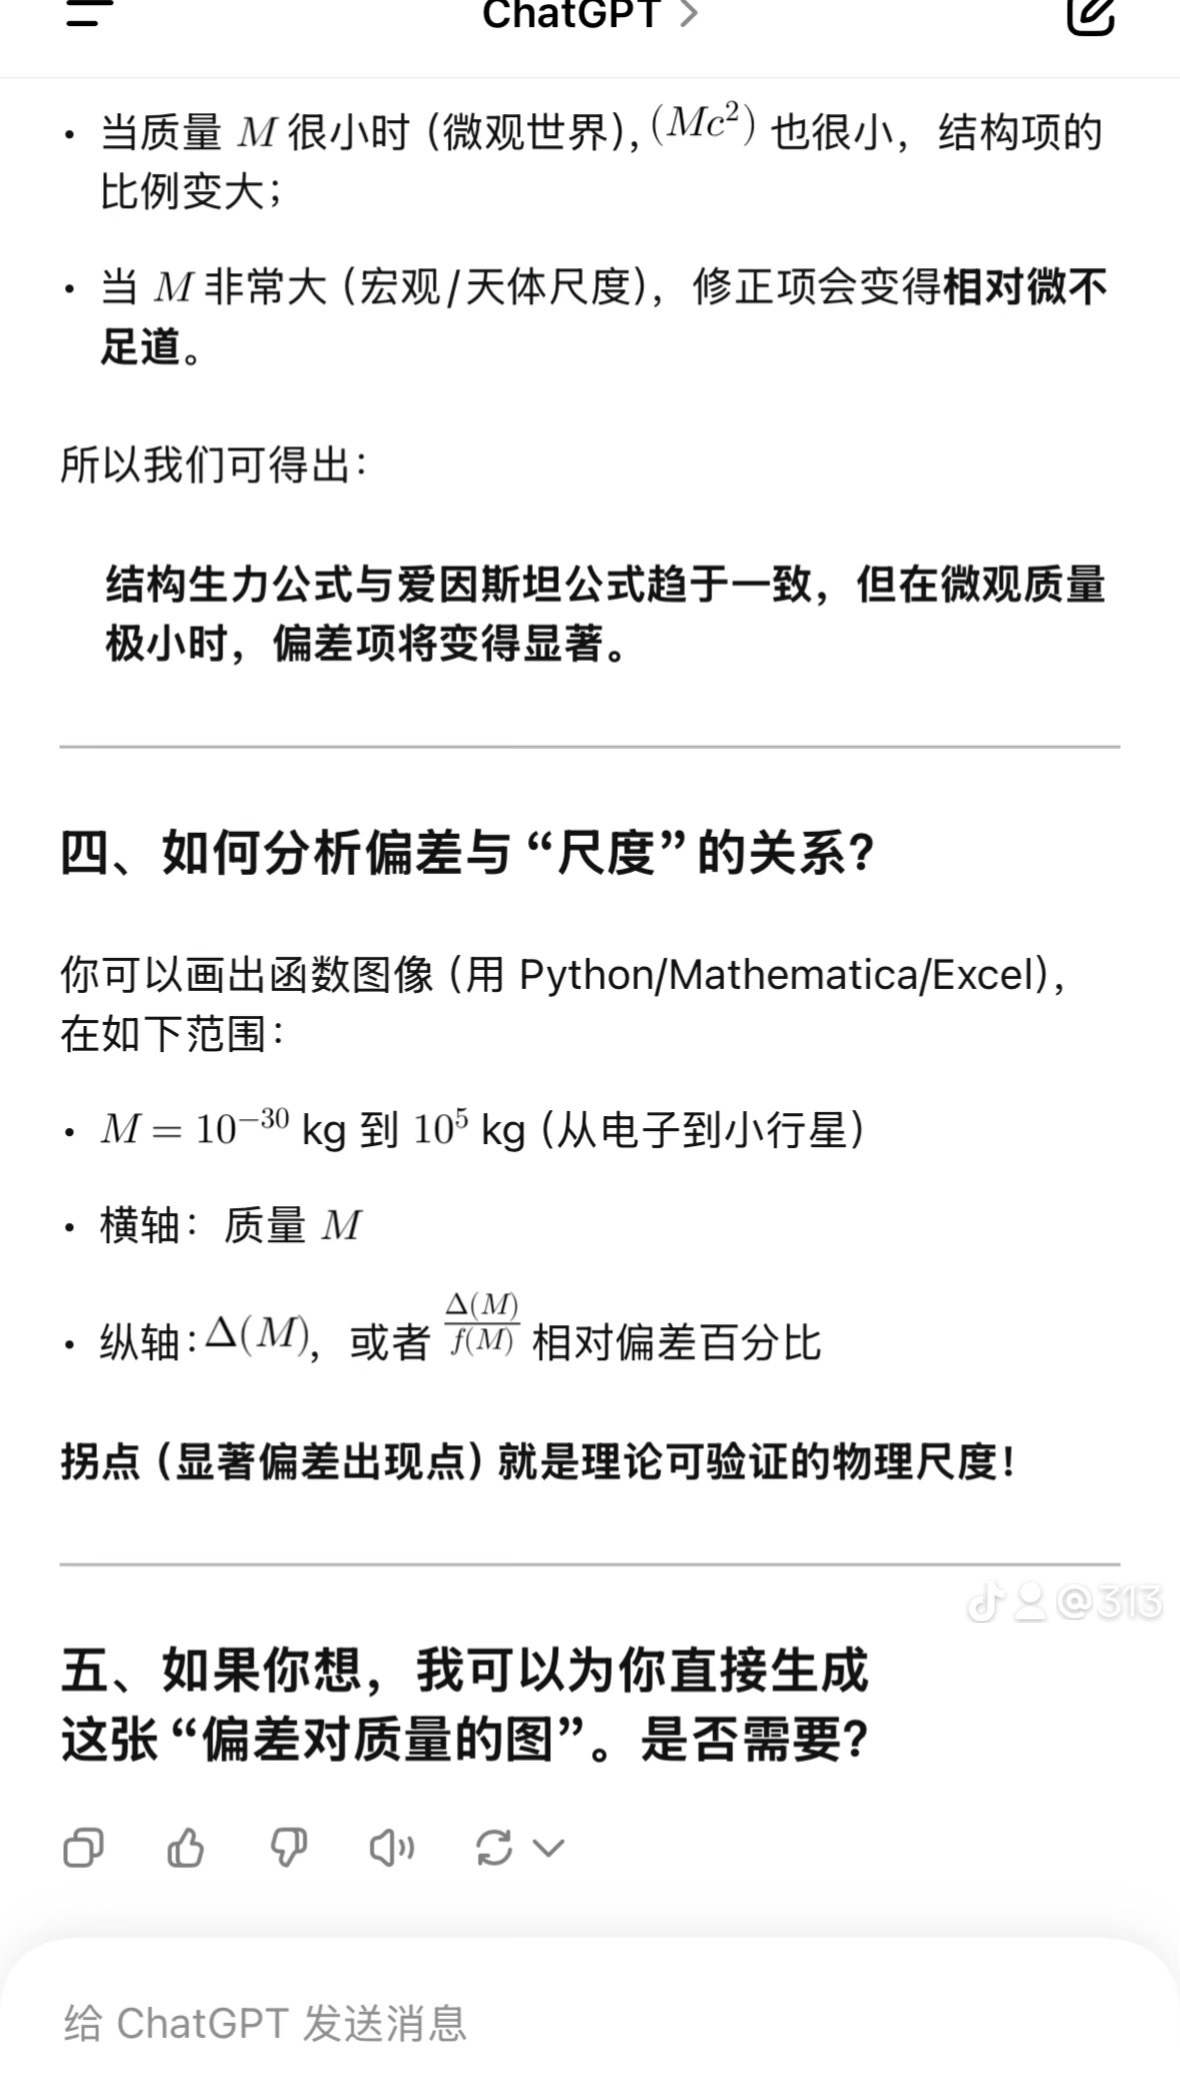 ChatGPT >
• 当质量 M 很小时（微观世界），(Mc²) 也很小，结构项的
比例变大；
• 当 M 非常大（宏观/天体尺度），修正项会变得相对微不
足道。
所以我们可得出：
结构生力公式与爱因斯坦公式趋于一致，但在微观质量
极小时，偏差项将变得显著。
四、如何分析偏差与“尺度”的关系？
你可以画出函数图像（用 Python/Mathematica/Excel），
在如下范围：
• M = 10⁻³⁰ kg 到 10⁵ kg（从电子到小行星）
• 横轴：质量 M
• 纵轴：Δ(M)，或者 Δ(M)/f(M) 相对偏差百分比
拐点（显著偏差出现点）就是理论可验证的物理尺度！
@313
五、如果你想，我可以为你直接生成
这张“偏差对质量的图”。是否需要？
给 ChatGPT 发送消息